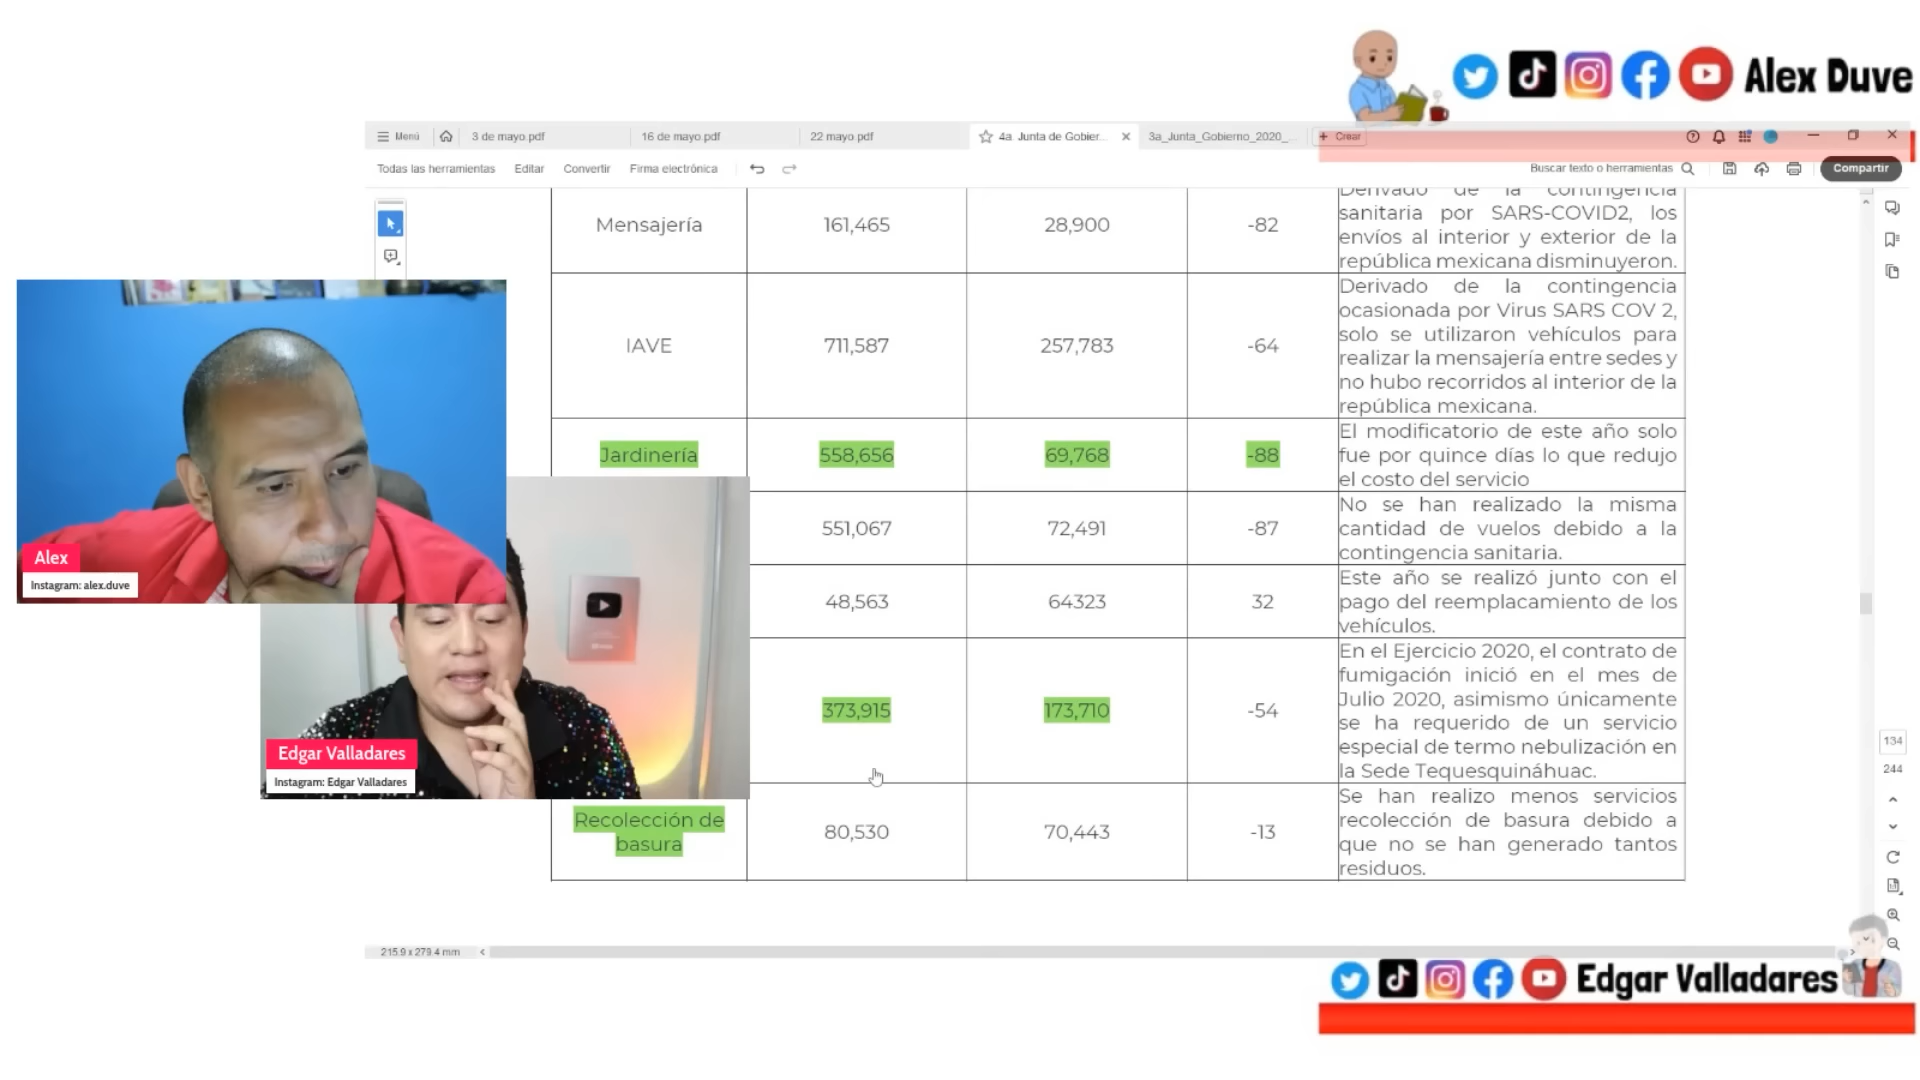 Alex Duve
Menú
3 de mayo.pdf
16 de mayo.pdf
22 mayo.pdf
4a Junta de Gobier...
3a_Junta_Gobierno_2020_...
+ Crear
Todas las herramientas
Editar
Convertir
Firma electrónica
Buscar texto o herramientas
Compartir
Mensajería
161,465
28,900
-82
Derivado de la contingencia
sanitaria por SARS-COVID2, los
envíos al interior y exterior de la
república mexicana disminuyeron.
IAVE
711,587
257,783
-64
Derivado de la contingencia
ocasionada por Virus SARS COV 2,
solo se utilizaron vehículos para
realizar la mensajería entre sedes y
no hubo recorridos al interior de la
república mexicana.
Jardinería
558,656
69,768
-88
El modificatorio de este año solo
fue por quince días lo que redujo
el costo del servicio
551,067
72,491
-87
No se han realizado la misma
cantidad de vuelos debido a la
contingencia sanitaria.
48,563
64323
32
Este año se realizó junto con el
pago del reemplacamiento de los
vehículos.
373,915
173,710
-54
En el Ejercicio 2020, el contrato de
fumigación inició en el mes de
Julio 2020, asimismo únicamente
se ha requerido de un servicio
especial de termo nebulización en
la Sede Tequesquináhuac.
Recolección de
basura
80,530
70,443
-13
Se han realizo menos servicios
recolección de basura debido a
que no se han generado tantos
residuos.
Alex
Instagram: alex.duve
Edgar Valladares
Instagram: Edgar Valladares
134
244
215.9 x 279.4 mm
Edgar Valladares